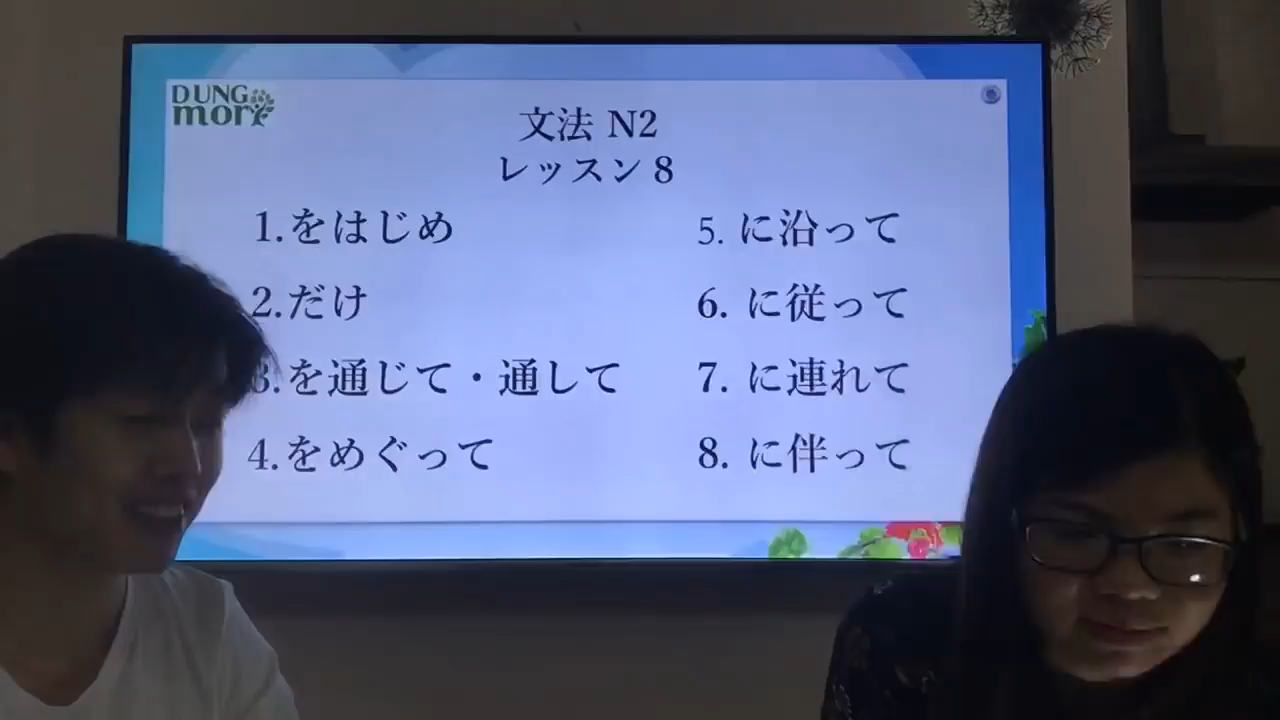 DUNG
mori
文法 N2
レッスン 8
1.をはじめ
2.だけ
3.を通じて・通して
4.をめぐって
5. に沿って
6. に従って
7. に連れて
8. に伴って